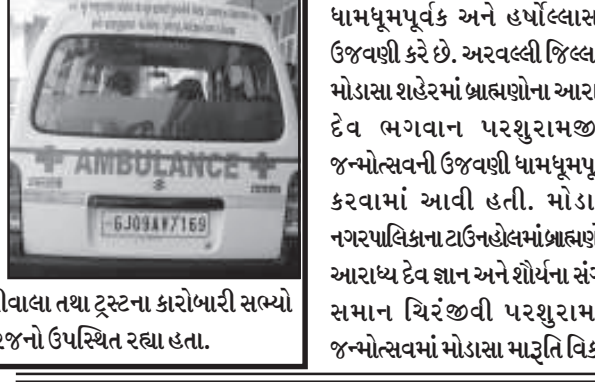 AMBULANCE
GJ09AV7169
ીવાલા તથા ટ્રસ્ટના કારોબારી સભ્યો
રજનો ઉપસ્થિત રહ્યા હતા.
ધામધૂમપૂર્વક અને હર્ષોલ્લાસ
ઉજવણી કરે છે. અરવલ્લી જિલ્લ
મોડાસા શહેરમાં બ્રાહ્મણોના આરા
દેવ ભગવાન પરશુરામજી
જન્મોત્સવની ઉજવણી ધામધૂમપૂ
કરવામાં આવી હતી. મોડા
નગરપાલિકાના ટાઉનહોલમાં બ્રાહ્મણે
આરાધ્ય દેવ જ્ઞાન અને શૌર્યના સં
સમાન ચિરંજીવી પરશુરામ
જન્મોત્સવમાં મોડાસા મારૂતિ વિક